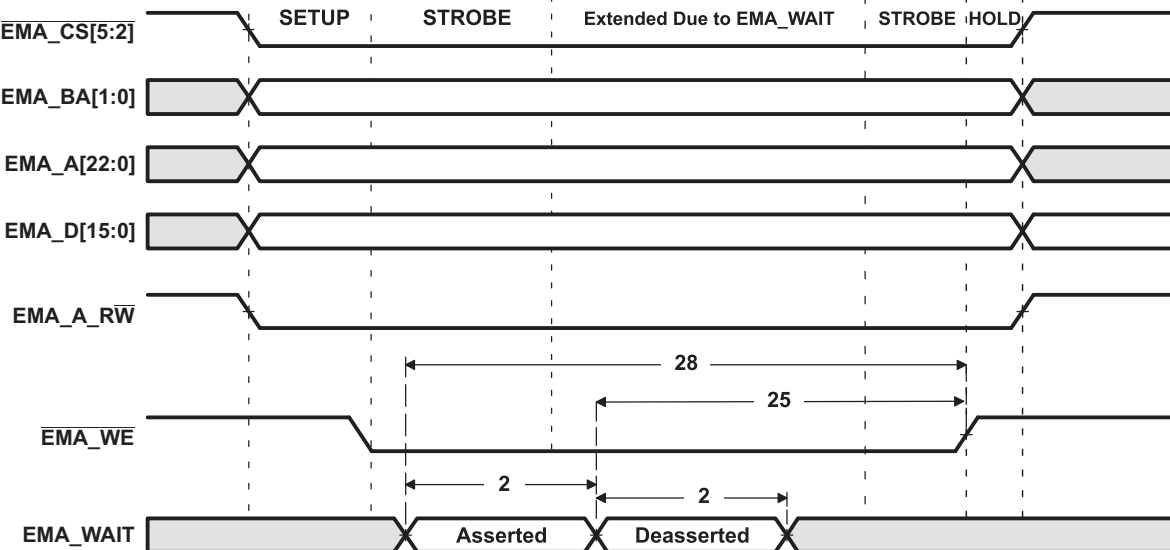 SETUP STROBE Extended Due to EMA_WAIT STROBE HOLD
EMA_CS[5:2]
EMA_BA[1:0]
EMA_A[22:0]
EMA_D[15:0]
EMA_A_RW
28
25
EMA_WE
2
2
EMA_WAIT Asserted Deasserted